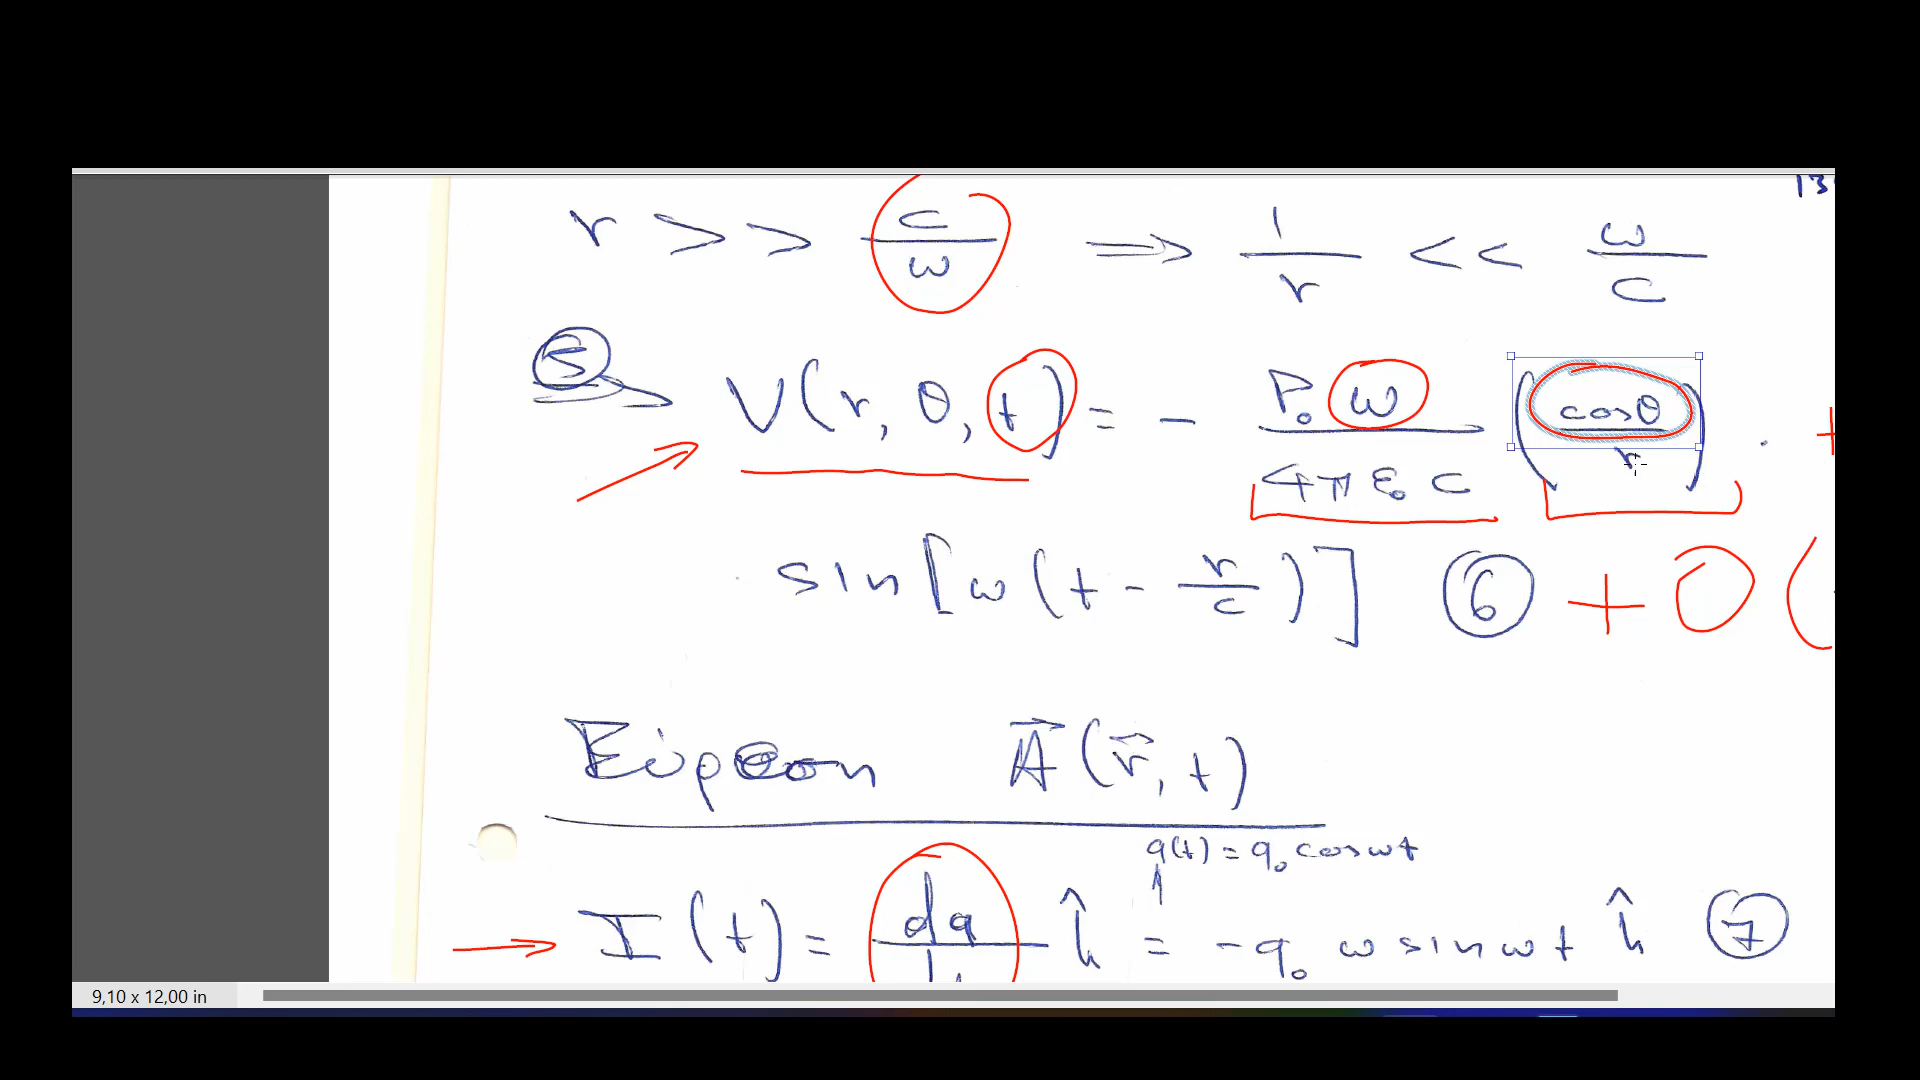 13
r >> c/ω ⇒ 1/r << ω/c
⑤ V(r, θ, t) = - P₀ω/4πε₀c (cosθ/r) · +
sin[ω(t - r/c)] ⑥ + O (
Εύρεση A⃗(r⃗, t)
q(t) = q₀ cosωt
I(t) = dq/ ĥ = -q₀ ω sinωt ĥ ⑦
9,10 x 12,00 in